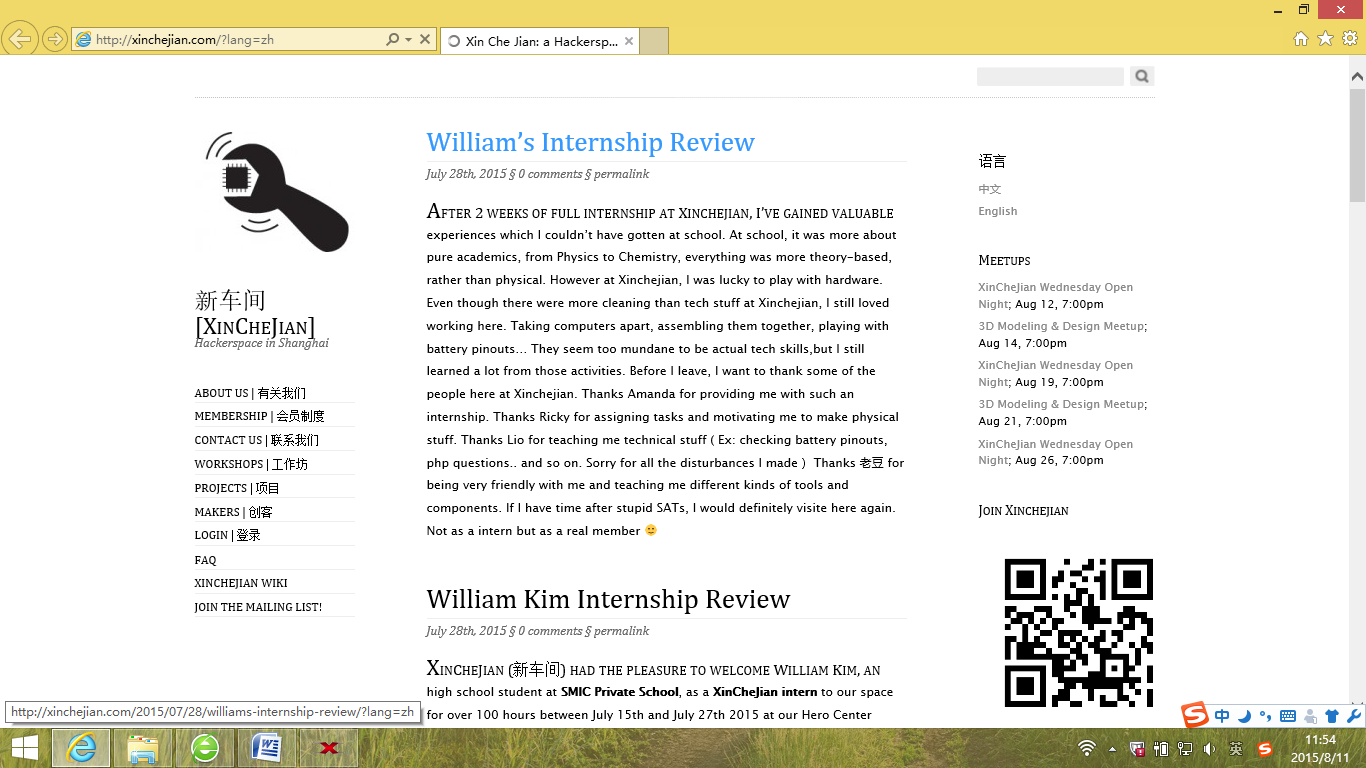 http://xinchejian.com/?lang=zh
Xin Che Jian: a Hackersp...
新车间
[XinCheJian]
Hackerspace in Shanghai
ABOUT US | 有关我们
MEMBERSHIP | 会员制度
CONTACT US | 联系我们
WORKSHOPS | 工作坊
PROJECTS | 项目
MAKERS | 创客
LOGIN | 登录
FAQ
XINCHEJIAN WIKI
JOIN THE MAILING LIST!
William's Internship Review
July 28th, 2015 § 0 comments § permalink
After 2 weeks of full internship at Xinchejian, I've gained valuable
experiences which I couldn't have gotten at school. At school, it was more about
pure academics, from Physics to Chemistry, everything was more theory-based,
rather than physical. However at Xinchejian, I was lucky to play with hardware.
Even though there were more cleaning than tech stuff at Xinchejian, I still loved
working here. Taking computers apart, assembling them together, playing with
battery pinouts... They seem too mundane to be actual tech skills,but I still
learned a lot from those activities. Before I leave, I want to thank some of the
people here at Xinchejian. Thanks Amanda for providing me with such an
internship. Thanks Ricky for assigning tasks and motivating me to make physical
stuff. Thanks Lio for teaching me technical stuff ( Ex: checking battery pinouts,
php questions.. and so on. Sorry for all the disturbances I made ) Thanks 老豆 for
being very friendly with me and teaching me different kinds of tools and
components. If I have time after stupid SATs, I would definitely visite here again.
Not as a intern but as a real member 😊
William Kim Internship Review
July 28th, 2015 § 0 comments § permalink
XinCheJian (新车间) had the pleasure to welcome William Kim, an
high school student at SMIC Private School, as a XinCheJian intern to our space
for over 100 hours between July 15th and July 27th 2015 at our Hero Center
语言
中文
English
Meetups
XinCheJian Wednesday Open
Night; Aug 12, 7:00pm
3D Modeling & Design Meetup;
Aug 14, 7:00pm
XinCheJian Wednesday Open
Night; Aug 19, 7:00pm
3D Modeling & Design Meetup;
Aug 21, 7:00pm
XinCheJian Wednesday Open
Night; Aug 26, 7:00pm
Join Xinchejian
http://xinchejian.com/2015/07/28/williams-internship-review/?lang=zh
S 中
英 S
11:54
2015/8/11